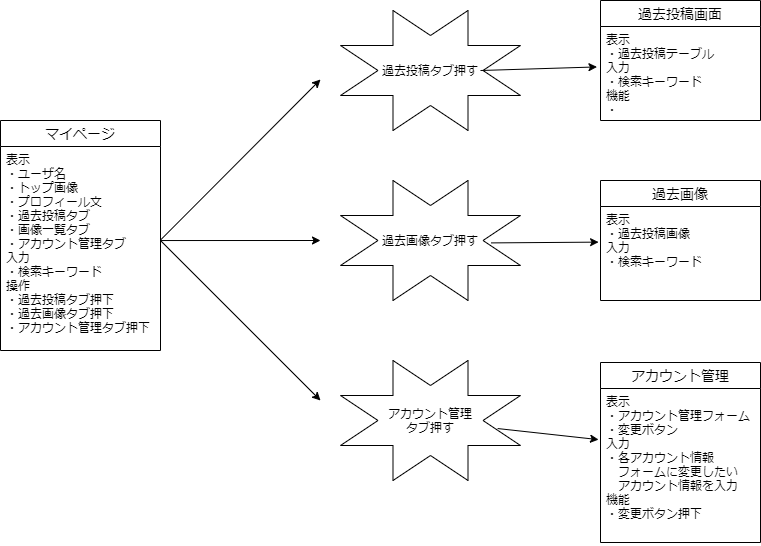 マイページ
表示
・ユーザ名
・トップ画像
・プロフィール文
・過去投稿タブ
・画像一覧タブ
・アカウント管理タブ
入力
・検索キーワード
操作
・過去投稿タブ押下
・過去画像タブ押下
・アカウント管理タブ押下
過去投稿タブ押す
過去投稿画面
表示
・過去投稿テーブル
入力
・検索キーワード
機能
・
過去画像タブ押す
過去画像
表示
・過去投稿画像
入力
・検索キーワード
アカウント管理
タブ押す
アカウント管理
表示
・アカウント管理フォーム
・変更ボタン
入力
・各アカウント情報
フォームに変更したい
アカウント情報を入力
機能
・変更ボタン押下